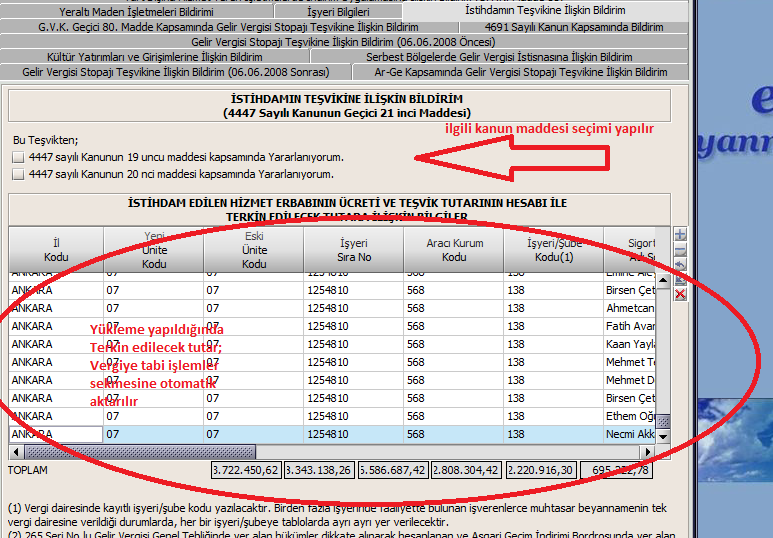 Yeraltı Maden İşletmeleri Bildirimi
İşyeri Bilgileri
İstihdamın Teşvikine İlişkin Bildirim
G.V.K. Geçici 80. Madde Kapsamında Gelir Vergisi Stopajı Teşvikine İlişkin Bildirim
4691 Sayılı Kanun Kapsamında Bildirim
Gelir Vergisi Stopajı Teşvikine İlişkin Bildirim (06.06.2008 Öncesi)
Kültür Yatırımları ve Girişimlerine İlişkin Bildirim
Serbest Bölgelerde Gelir Vergisi İstisnasına İlişkin Bildirim
Gelir Vergisi Stopajı Teşvikine İlişkin Bildirim (06.06.2008 Sonrası)
Ar-Ge Kapsamında Gelir Vergisi Stopajı Teşvikine İlişkin Bildirim
İSTİHDAMIN TEŞVİKİNE İLİŞKİN BİLDİRİM
(4447 Sayılı Kanunun Geçici 21 inci Maddesi)
ilgili kanun maddesi seçimi yapılır
Bu Teşvikten;
4447 sayılı Kanunun 19 uncu maddesi kapsamında Yararlanıyorum.
4447 sayılı Kanunun 20 nci maddesi kapsamında Yararlanıyorum.
İSTİHDAM EDİLEN HİZMET ERBABININ ÜCRETİ VE TEŞVİK TUTARININ HESABI İLE
TERKİN EDİLECEK TUTARA İLİŞKİN BİLGİLER
İl Kodu
Yeni Ünite Kodu
Eski Ünite Kodu
İşyeri Sıra No
Aracı Kurum Kodu
İşyeri/Şube Kodu(1)
ANKARA 07 07 1254810 568 138
ANKARA 07 07 1254810 568 138 Birsen Çet
ANKARA 07 07 1254810 568 138 Ahmetcan
ANKARA 07 07 1254810 568 138 Fatih Avar
ANKARA 07 07 1254810 568 138 Kaan Yayla
ANKARA 07 07 1254810 568 138 Mehmet Te
ANKARA 07 07 1254810 568 138 Mehmet D
ANKARA 07 07 1254810 568 138 Birsen Çet
ANKARA 07 07 1254810 568 138 Ethem Oğ
ANKARA 07 07 1254810 568 138 Necmi Akk
Yükleme yapıldığında
Terkin edilecek tutar;
Vergiye tabi işlemler
sekmesine otomatik
aktarılır
TOPLAM 3.722.450,62 3.343.138,26 5.586.687,42 2.808.304,42 2.220.916,30
(1) Vergi dairesinde kayıtlı işyeri/şube kodu yazılacaktır. Birden fazla işyerinde faaliyette bulunan işverenlerce muhtasar beyannamenin tek
vergi dairesine verildiği durumlarda, her bir işyeri/şubeye tablolarda ayrı ayrı yer verilecektir.
(2) 265 Seri No.lu Gelir Vergisi Genel Tebliğinde yer alan hükümler dikkate alınarak hesaplanan ve Asgari Geçim İndirimi Bordrosunda yer alan